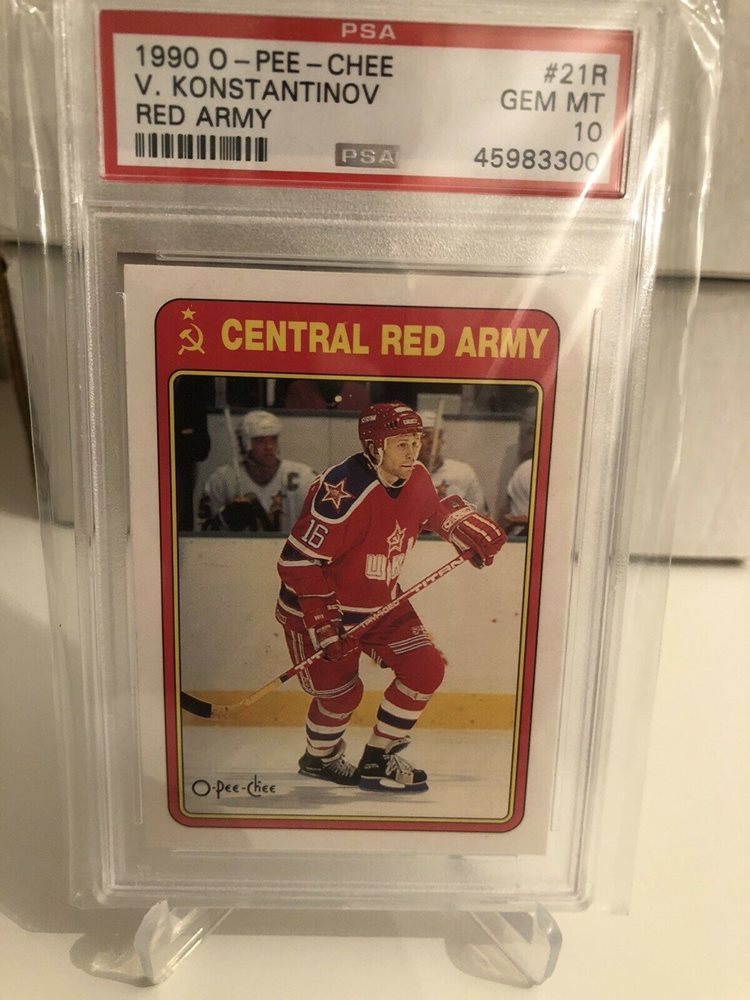 PSA
1990 O-PEE-CHEE #21R
V. KONSTANTINOV GEM MT
RED ARMY 10
PSA 45983300
CENTRAL RED ARMY
C
16
TITAN
O-Pee-Chee